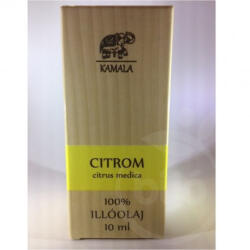 KAMALA
CITROM
citrus medica
100%
ILLÓOLAJ
10 ml